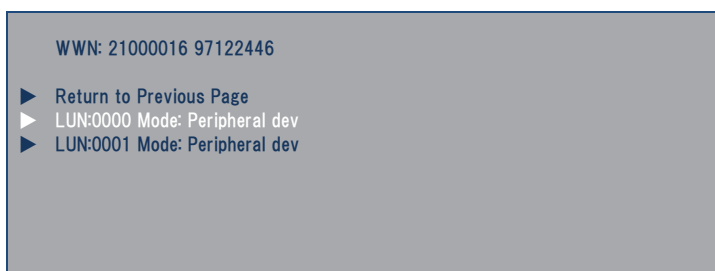 WWN: 21000016 97122446
Return to Previous Page
LUN:0000 Mode: Peripheral dev
LUN:0001 Mode: Peripheral dev